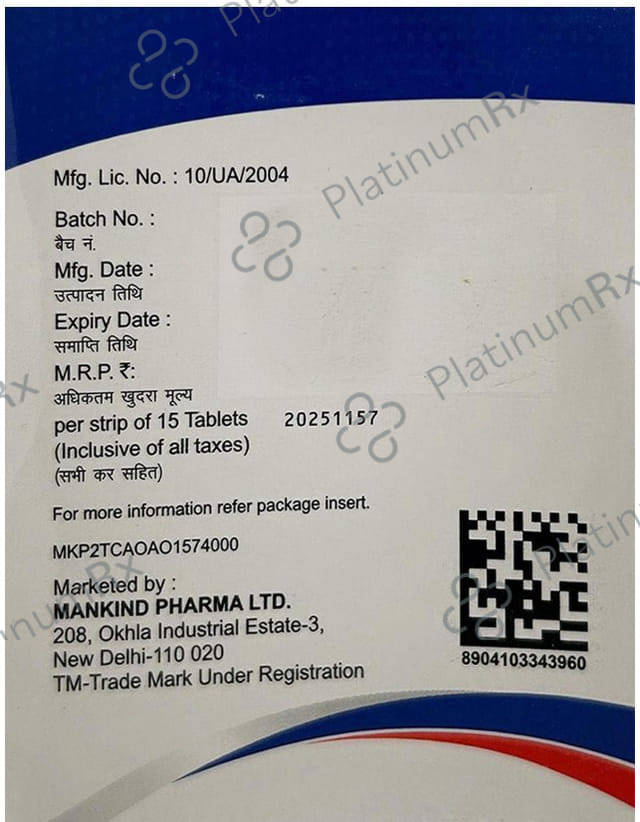 PlatinumRx
Mfg. Lic. No. : 10/UA/2004
PlatinumRx
Batch No. :
बैच नं.
Mfg. Date :
उत्पादन तिथि
Expiry Date :
समाप्ति तिथि
PlatinumRx
M.R.P. ₹:
अधिकतम खुदरा मूल्य
per strip of 15 Tablets 20251157
(Inclusive of all taxes)
(सभी कर सहित)
For more information refer package insert.
MKP2TCAOAO1574000
PlatinumRx
Marketed by :
MANKIND PHARMA LTD.
208, Okhla Industrial Estate-3,
New Delhi-110 020
TM-Trade Mark Under Registration
8904103343960